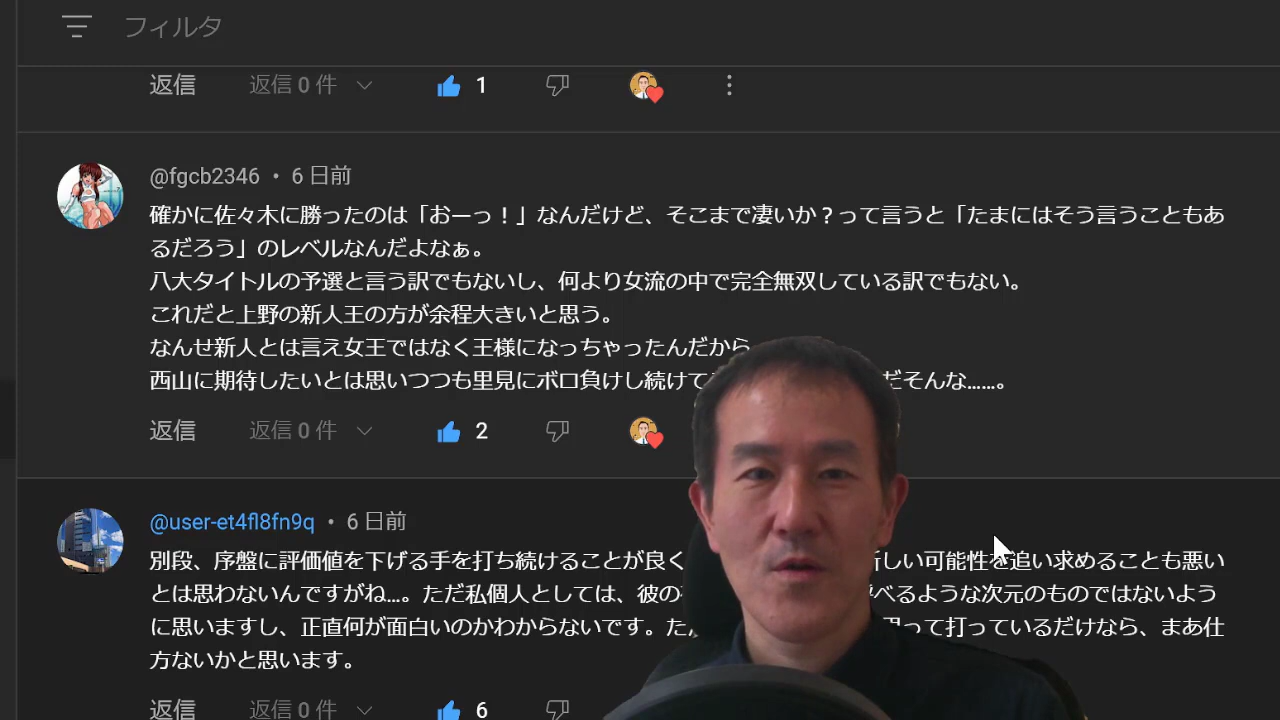 フィルタ
返信 返信 0 件 1
@fgcb2346 • 6 日前
確かに佐々木に勝ったのは「おーっ！」なんだけど、そこまで凄いか？って言うと「たまにはそう言うこともあ
るだろう」のレベルなんだよなぁ。
八大タイトルの予選と言う訳でもないし、何より女流の中で完全無双している訳でもない。
これだと上野の新人王の方が余程大きいと思う。
なんせ新人とは言え女王ではなく王様になっちゃったんだから
西山に期待したいとは思いつつも里見にボロ負けし続けて だそんな……。
返信 返信 0 件 2
@user-et4fl8fn9q • 6 日前
別段、序盤に評価値を下げる手を打ち続けることが良く しい可能性を追い求めることも悪い
とは思わないんですがね…。ただ私個人としては、彼の べるような次元のものではないよう
に思いますし、正直何が面白いのかわからないです。た 思って打っているだけなら、まあ仕
方ないかと思います。
返信 返信 0 件 6